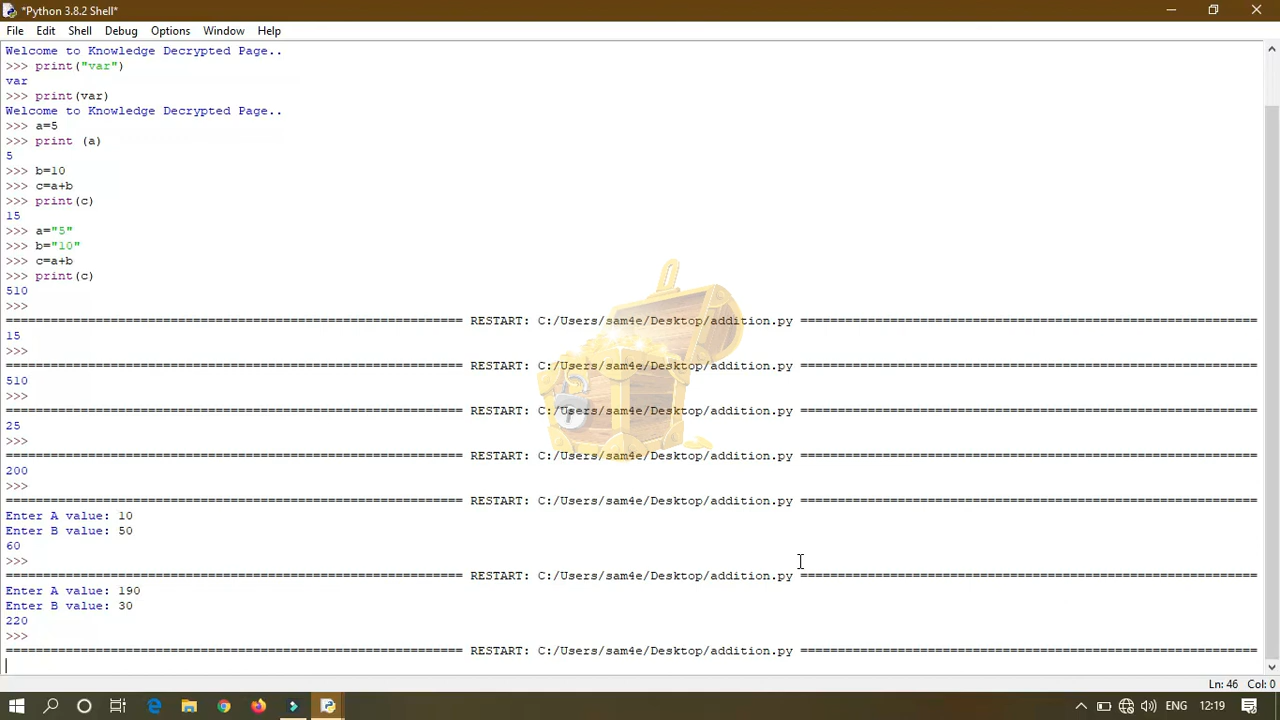 *Python 3.8.2 Shell*
File Edit Shell Debug Options Window Help
Welcome to Knowledge Decrypted Page..
>>> print("var")
var
>>> print(var)
Welcome to Knowledge Decrypted Page..
>>> a=5
>>> print (a)
5
>>> b=10
>>> c=a+b
>>> print(c)
15
>>> a="5"
>>> b="10"
>>> c=a+b
>>> print(c)
510
>>>
==================== RESTART: C:/Users/sam4e/Desktop/addition.py ====================
15
>>>
==================== RESTART: C:/Users/sam4e/Desktop/addition.py ====================
510
>>>
==================== RESTART: C:/Users/sam4e/Desktop/addition.py ====================
25
>>>
==================== RESTART: C:/Users/sam4e/Desktop/addition.py ====================
200
>>>
==================== RESTART: C:/Users/sam4e/Desktop/addition.py ====================
Enter A value: 10
Enter B value: 50
60
>>>
==================== RESTART: C:/Users/sam4e/Desktop/addition.py ====================
Enter A value: 190
Enter B value: 30
220
>>>
==================== RESTART: C:/Users/sam4e/Desktop/addition.py ====================
Ln: 46 Col: 0
ENG 12:19